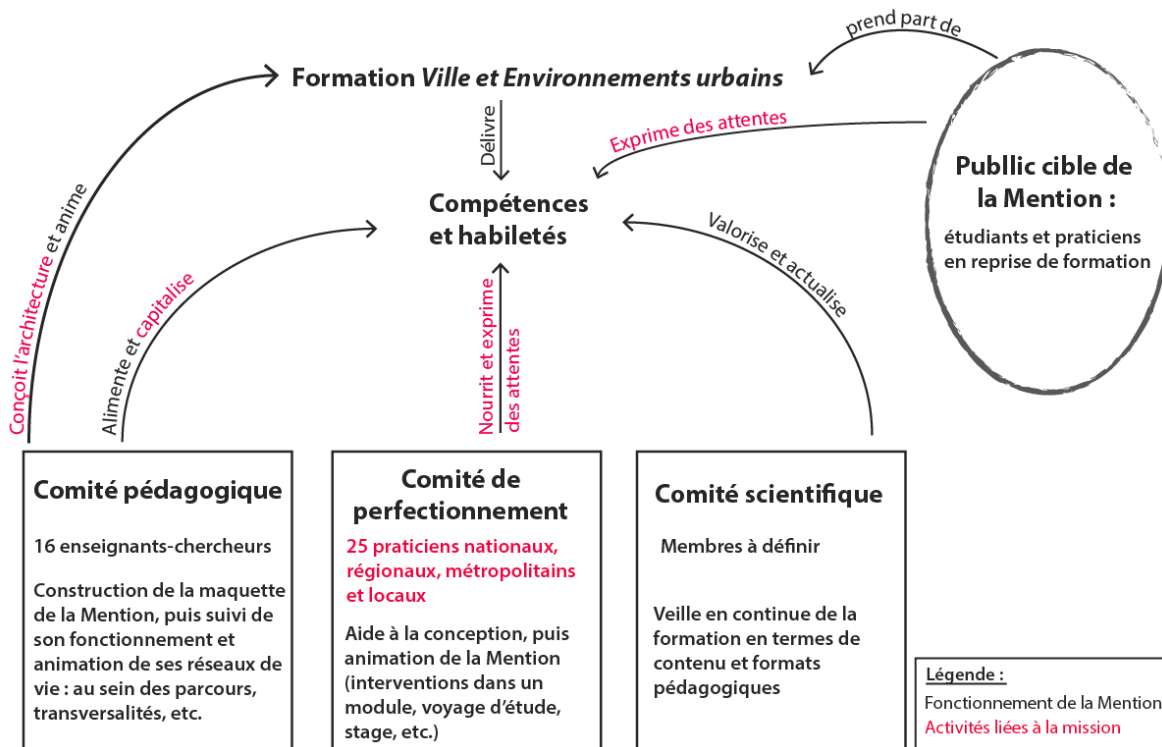 prend part de
Formation Ville et Environnements urbains
Délivre
Exprime des attentes
Publlic cible de
la Mention :
étudiants et praticiens
en reprise de formation
Compétences
et habiletés
Conçoit l'architecture et anime
Alimente et capitalise
Nourrit et exprime
des attentes
Valorise et actualise
Comité pédagogique
16 enseignants-chercheurs
Construction de la maquette
de la Mention, puis suivi de
son fonctionnement et
animation de ses réseaux de
vie : au sein des parcours,
transversalités, etc.
Comité de
perfectionnement
25 praticiens nationaux,
régionaux, métropolitains
et locaux
Aide à la conception, puis
animation de la Mention
(interventions dans un
module, voyage d'étude,
stage, etc.)
Comité scientifique
Membres à définir
Veille en continue de la
formation en termes de
contenu et formats
pédagogiques
Légende :
Fonctionnement de la Mention
Activités liées à la mission